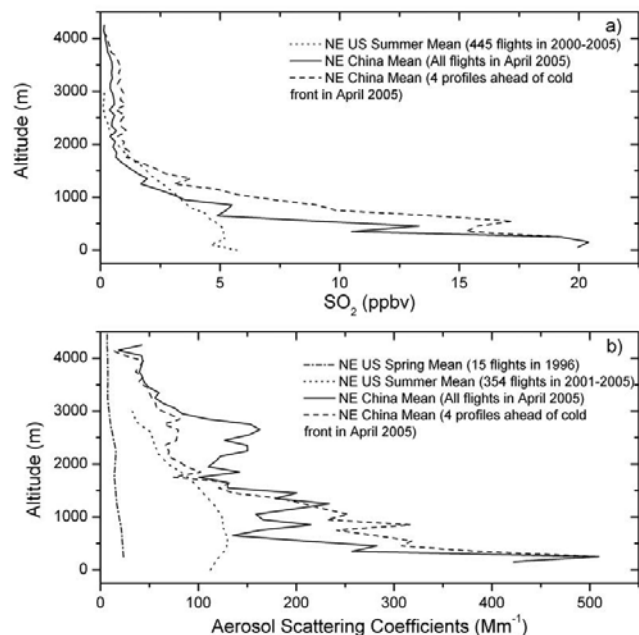 a)
NE US Summer Mean (445 flights in 2000-2005)
NE China Mean (All flights in April 2005)
NE China Mean (4 profiles ahead of cold
front in April 2005)
4000
3000
2000
1000
0
Altitude (m)
0 5 10 15 20
SO₂ (ppbv)
b)
NE US Spring Mean (15 flights in 1996)
NE US Summer Mean (354 flights in 2001-2005)
NE China Mean (All flights in April 2005)
NE China Mean (4 profiles ahead of cold
front in April 2005)
4000
3000
2000
1000
0
Altitude (m)
0 100 200 300 400 500
Aerosol Scattering Coefficients (Mm⁻¹)